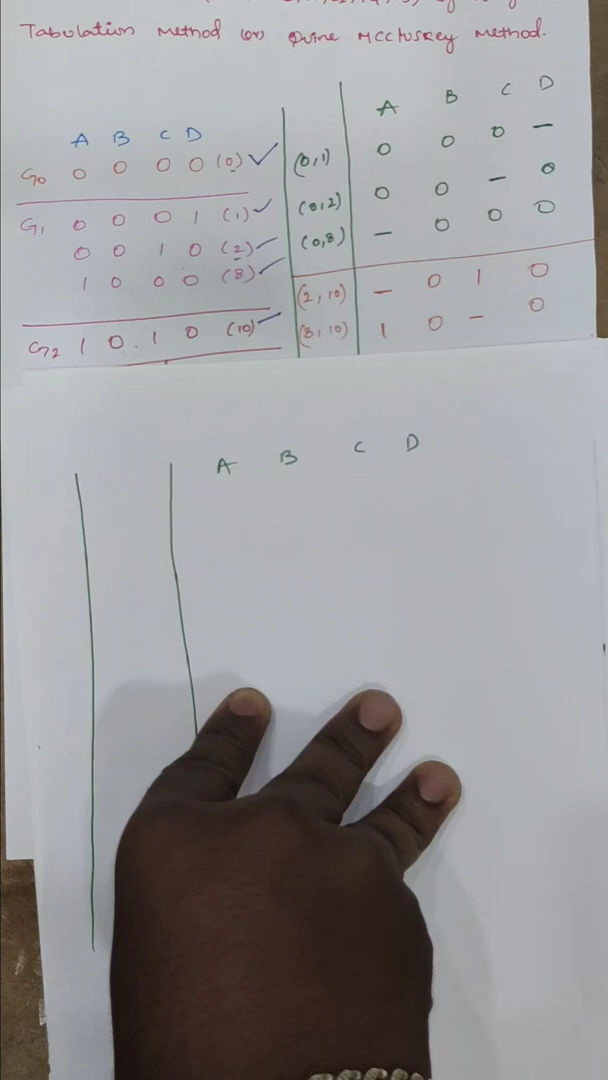 Tabulation Method (or) Quine McCluskey Method.
A B C D
G0 0 0 0 0 (0) ✓
G1 0 0 0 1 (1) ✓
0 0 1 0 (2) ✓
1 0 0 0 (8) ✓
G2 1 0 1 0 (10) ✓
A B C D
(0,1) 0 0 0 –
(0,2) 0 0 – 0
(0,8) – 0 0 0
(2,10) – 0 1 0
(8,10) 1 0 – 0
A B C D